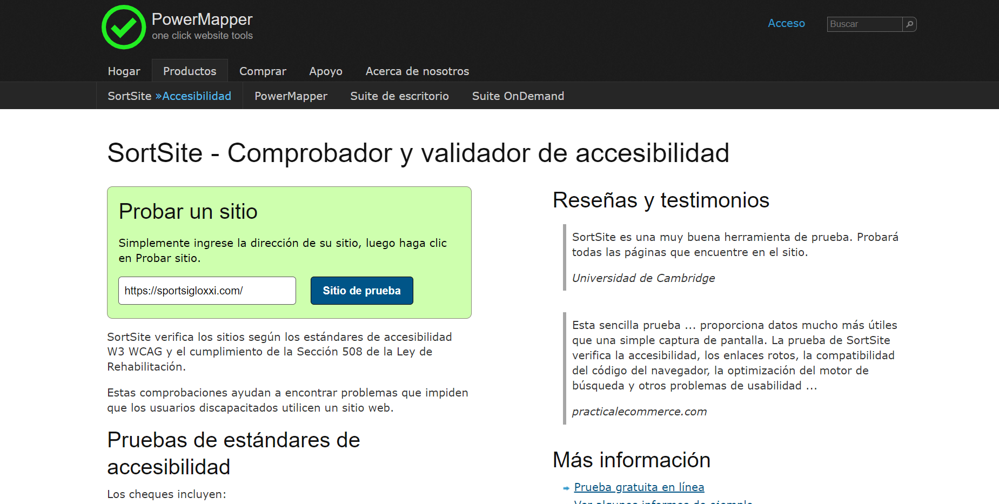 PowerMapper
one click website tools
Acceso
Buscar
Hogar Productos Comprar Apoyo Acerca de nosotros
SortSite »Accesibilidad PowerMapper Suite de escritorio Suite OnDemand
SortSite - Comprobador y validador de accesibilidad
Probar un sitio
Simplemente ingrese la dirección de su sitio, luego haga clic
en Probar sitio.
https://sportsigloxxi.com/
Sitio de prueba
SortSite verifica los sitios según los estándares de accesibilidad
W3 WCAG y el cumplimiento de la Sección 508 de la Ley de
Rehabilitación.
Estas comprobaciones ayudan a encontrar problemas que impiden
que los usuarios discapacitados utilicen un sitio web.
Pruebas de estándares de
accesibilidad
Los cheques incluyen:
Reseñas y testimonios
SortSite es una muy buena herramienta de prueba. Probará
todas las páginas que encuentre en el sitio.
Universidad de Cambridge
Esta sencilla prueba ... proporciona datos mucho más útiles
que una simple captura de pantalla. La prueba de SortSite
verifica la accesibilidad, los enlaces rotos, la compatibilidad
del código del navegador, la optimización del motor de
búsqueda y otros problemas de usabilidad ...
practicalecommerce.com
Más información
Prueba gratuita en línea
Ver algunos informes de ejemplo